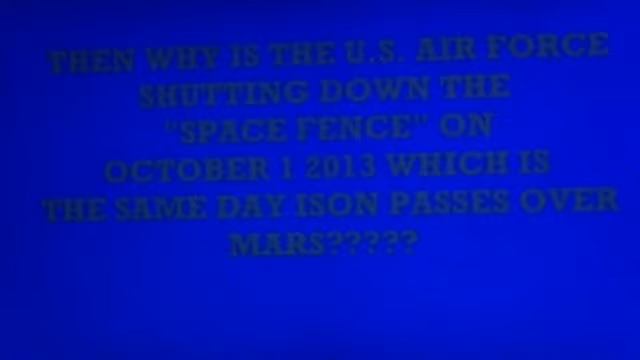 THEN WHY IS THE U.S. AIR FORCE
SHUTTING DOWN THE
"SPACE FENCE" ON
OCTOBER 1 2013 WHICH IS
THE SAME DAY ISON PASSES OVER
MARS?????